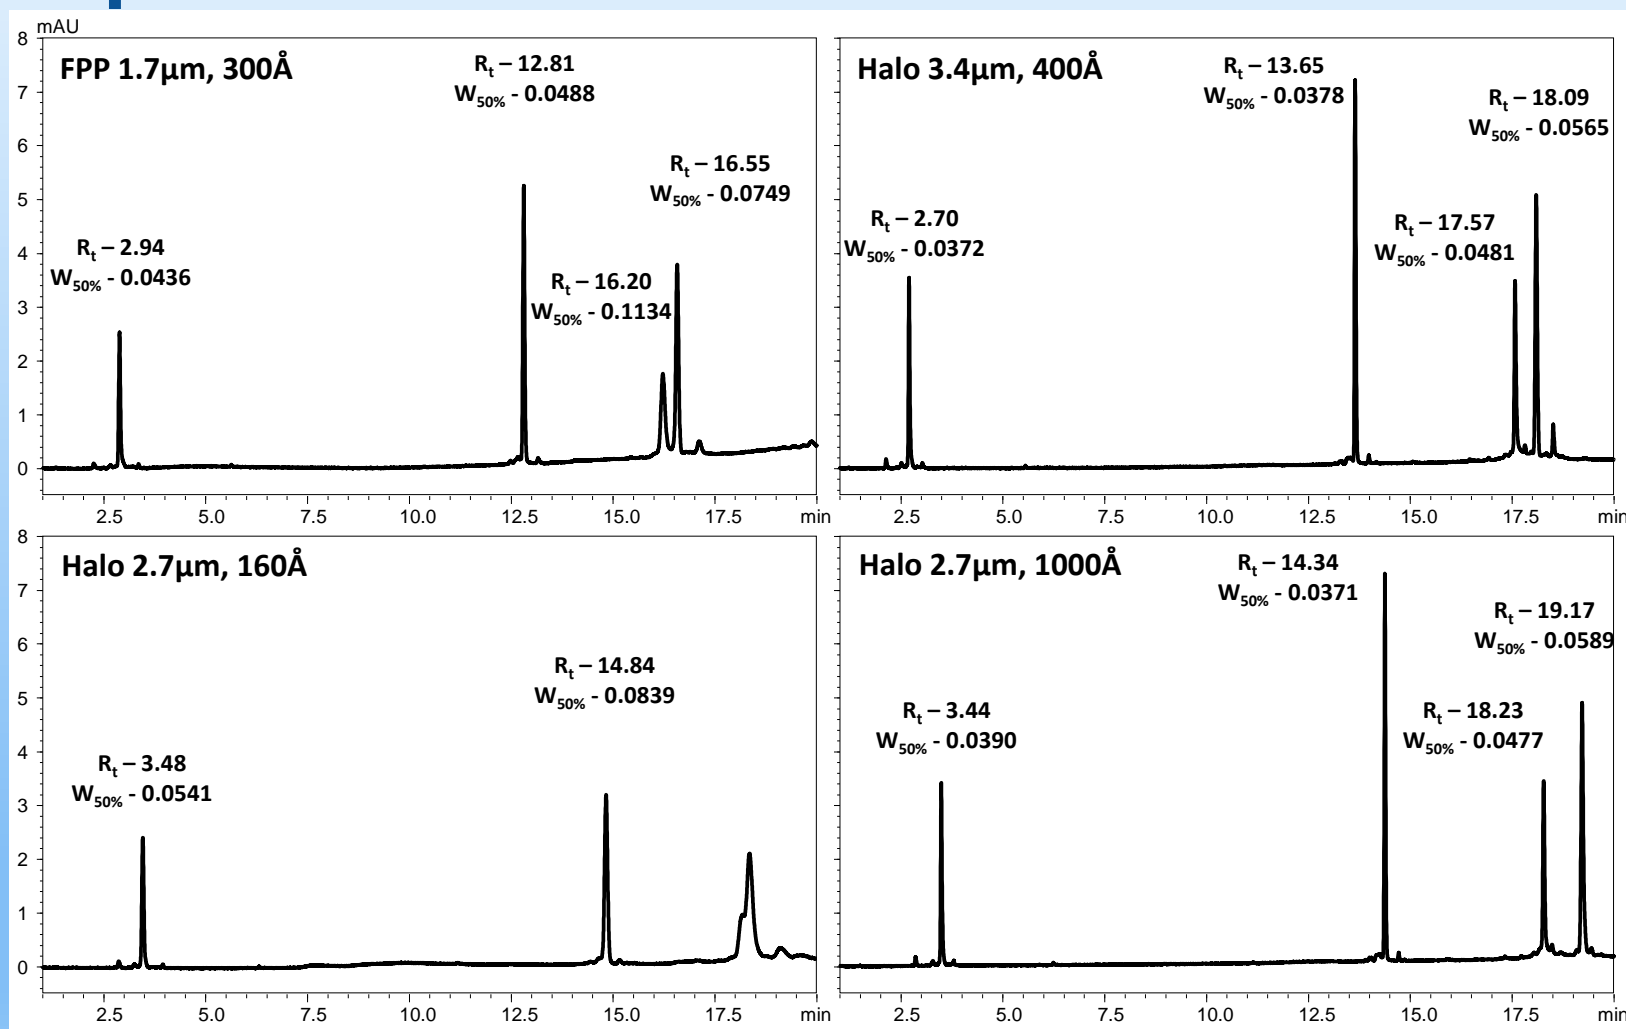 mAU
8
7
6
5
4
3
2
1
0
FPP 1.7µm, 300Å
Rt – 12.81
W50% - 0.0488
Rt – 16.55
W50% - 0.0749
Rt – 2.94
W50% - 0.0436
Rt – 16.20
W50% - 0.1134
2.5 5.0 7.5 10.0 12.5 15.0 17.5 min
Halo 3.4µm, 400Å
Rt – 13.65
W50% - 0.0378
Rt – 18.09
W50% - 0.0565
Rt – 2.70
W50% - 0.0372
Rt – 17.57
W50% - 0.0481
2.5 5.0 7.5 10.0 12.5 15.0 17.5 min
8
7
6
5
4
3
2
1
0
Halo 2.7µm, 160Å
Rt – 14.84
W50% - 0.0839
Rt – 3.48
W50% - 0.0541
2.5 5.0 7.5 10.0 12.5 15.0 17.5 min
Halo 2.7µm, 1000Å
Rt – 14.34
W50% - 0.0371
Rt – 19.17
W50% - 0.0589
Rt – 3.44
W50% - 0.0390
Rt – 18.23
W50% - 0.0477
2.5 5.0 7.5 10.0 12.5 15.0 17.5 min